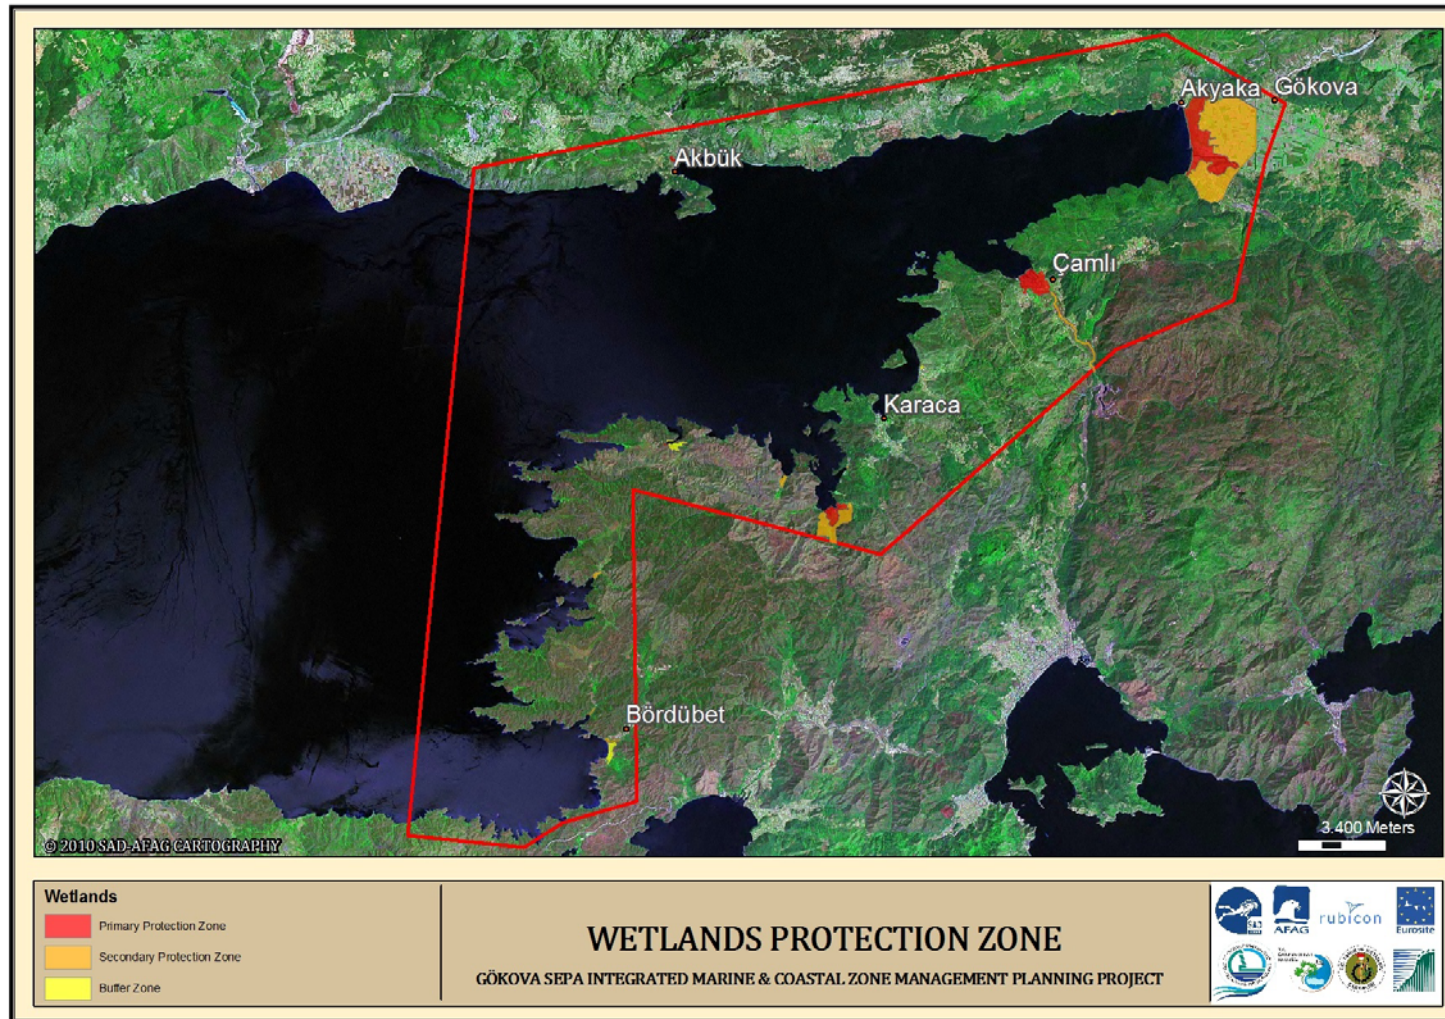 Akyaka
Gökova
Akbük
Çamlı
Karaca
Bördübet
3.400 Meters
© 2010 SAD-AFAG CARTOGRAPHY
Wetlands
Primary Protection Zone
Secondary Protection Zone
Buffer Zone
WETLANDS PROTECTION ZONE
GÖKOVA SEPA INTEGRATED MARINE & COASTAL ZONE MANAGEMENT PLANNING PROJECT
SAD
AFAG
rubicon
Eurosite